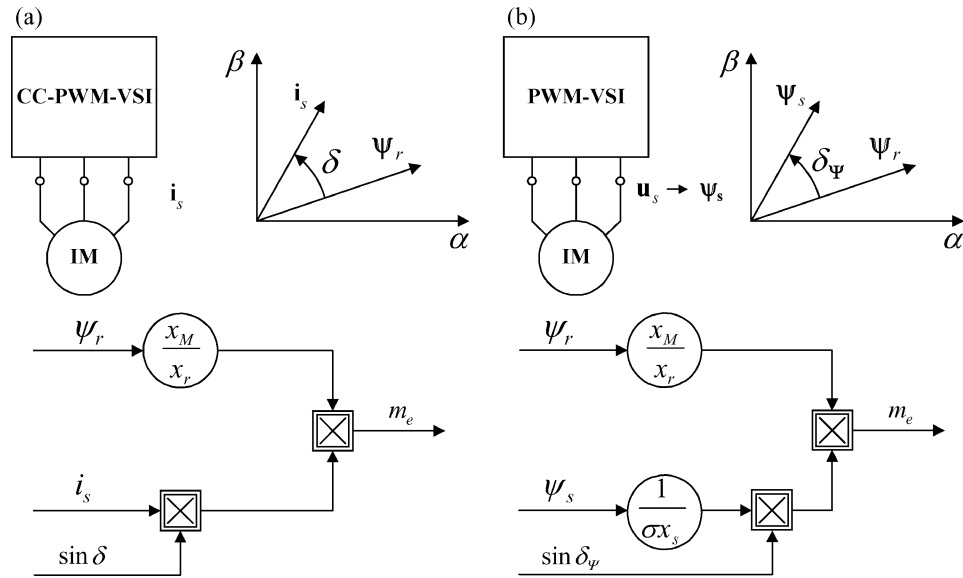 (a)
CC-PWM-VSI
β
i_s
Ψ_r
δ
i_s
α
IM
ψ_r
x_M
x_r
m_e
i_s
sin δ
(b)
PWM-VSI
β
Ψ_s
Ψ_r
δ_Ψ
u_s → Ψ_s
α
IM
ψ_r
x_M
x_r
m_e
ψ_s
1
σx_s
sin δ_Ψ